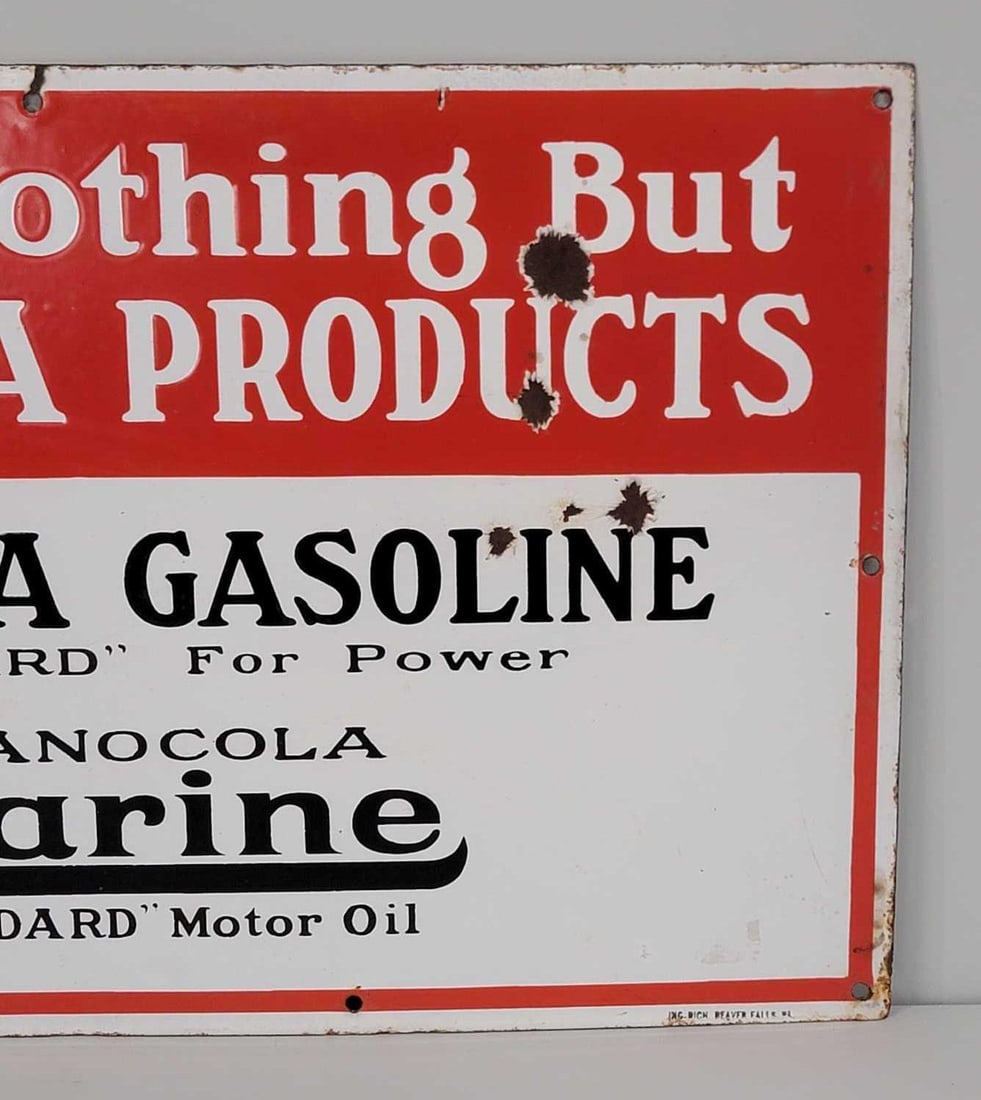 othing But
A PRODUCTS
A GASOLINE
RD” For Power
ANOCOLA
arine
DARD” Motor Oil
ING-RICH BEAVER FALLS PA.